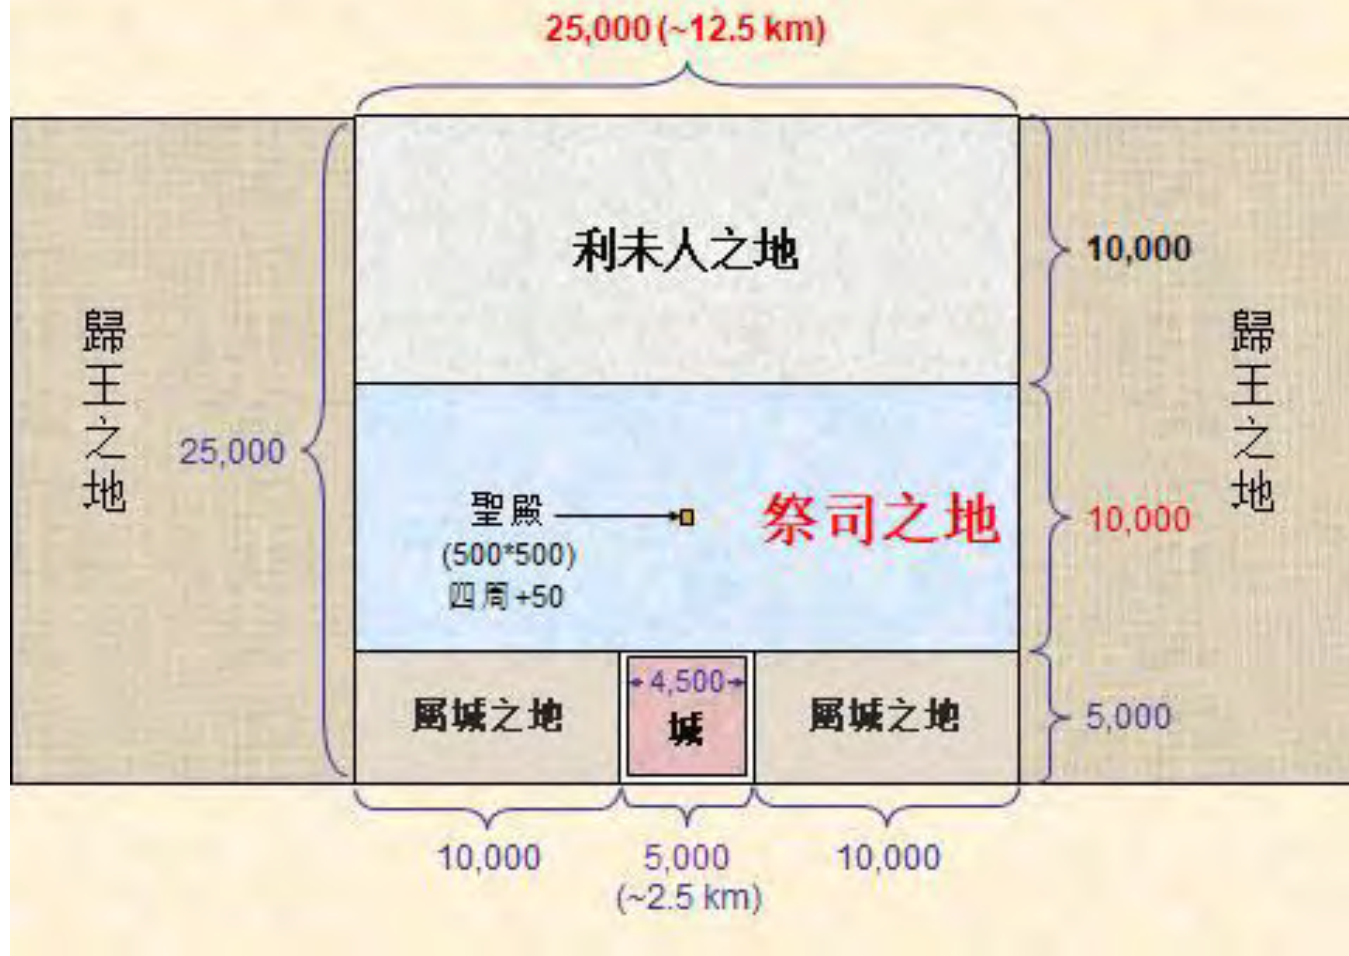 25,000 (~12.5 km)
利未人之地
10,000
歸王之地
25,000
歸王之地
聖殿
(500*500)
四周+50
祭司之地
10,000
屬城之地
4,500
城
屬城之地
5,000
10,000
5,000
(~2.5 km)
10,000